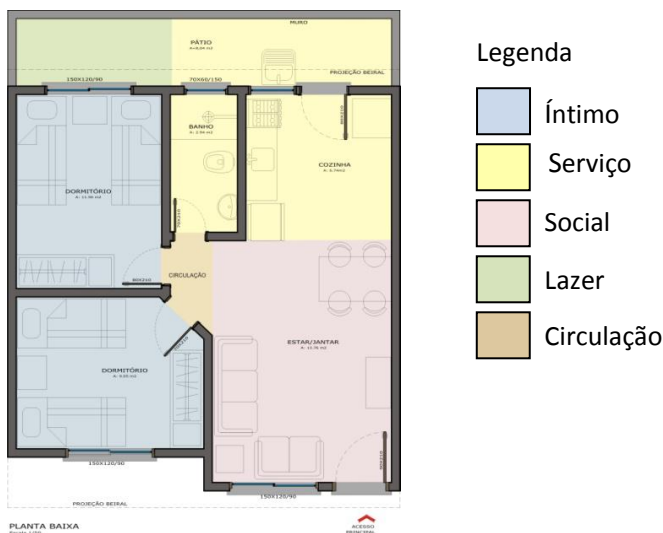 MURO
PÁTIO
PROJEÇÃO BEIRAL
150X120/90
70X60/150
BANHO
COZINHA
DORMITÓRIO
CIRCULAÇÃO
ESTAR/JANTAR
DORMITÓRIO
150X120/90
150X120/90
PROJEÇÃO BEIRAL
PLANTA BAIXA
ACESSO
PRINCIPAL
Legenda
Íntimo
Serviço
Social
Lazer
Circulação